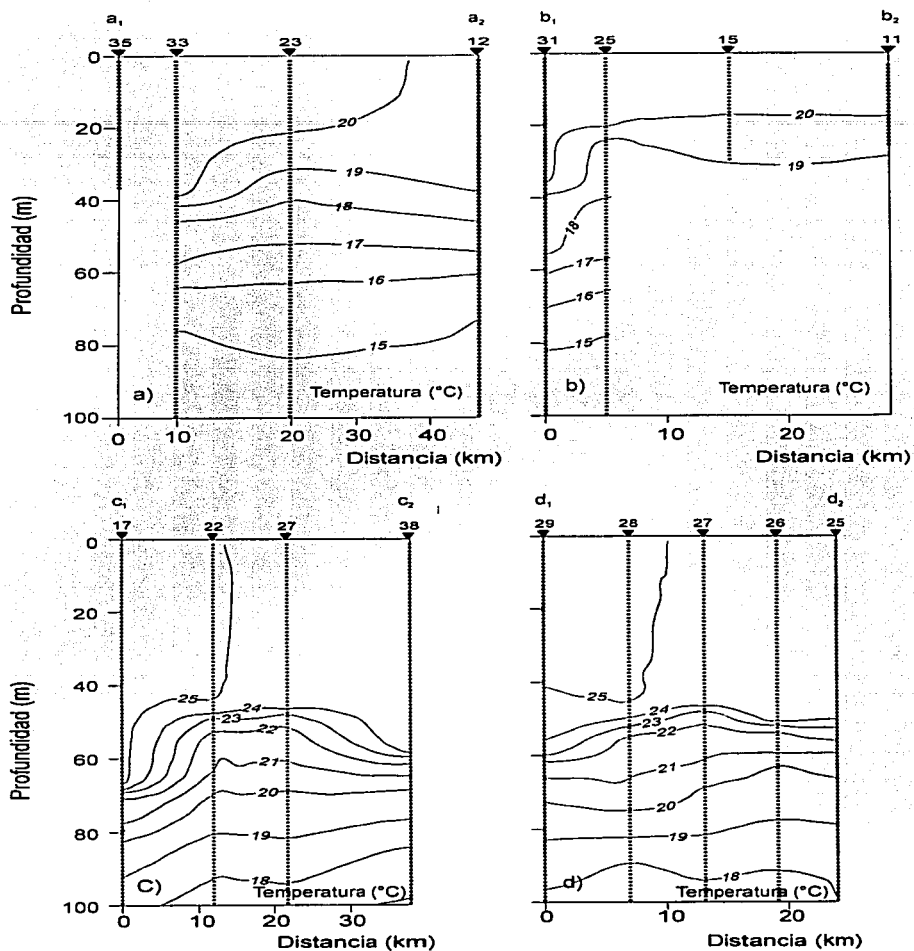 a₁ a₂
35 33 23 12
0
20
40
60
80
100
Profundidad (m)
20
19
18
17
16
15
a) Temperatura (°C)
0 10 20 30 40
Distancia (km)
b₁ b₂
31 25 15 11
20
19
18
17
16
15
b) Temperatura (°C)
0 10 20
Distancia (km)
c₁ c₂
17 22 27 38
0
20
40
60
80
100
Profundidad (m)
25
24
23
22
21
20
19
18
C) Temperatura (°C)
0 10 20 30
Distancia (km)
d₁ d₂
29 28 27 26 25
25
24
23
22
21
20
19
18
d) Temperatura (°C)
0 10 20
Distancia (km)